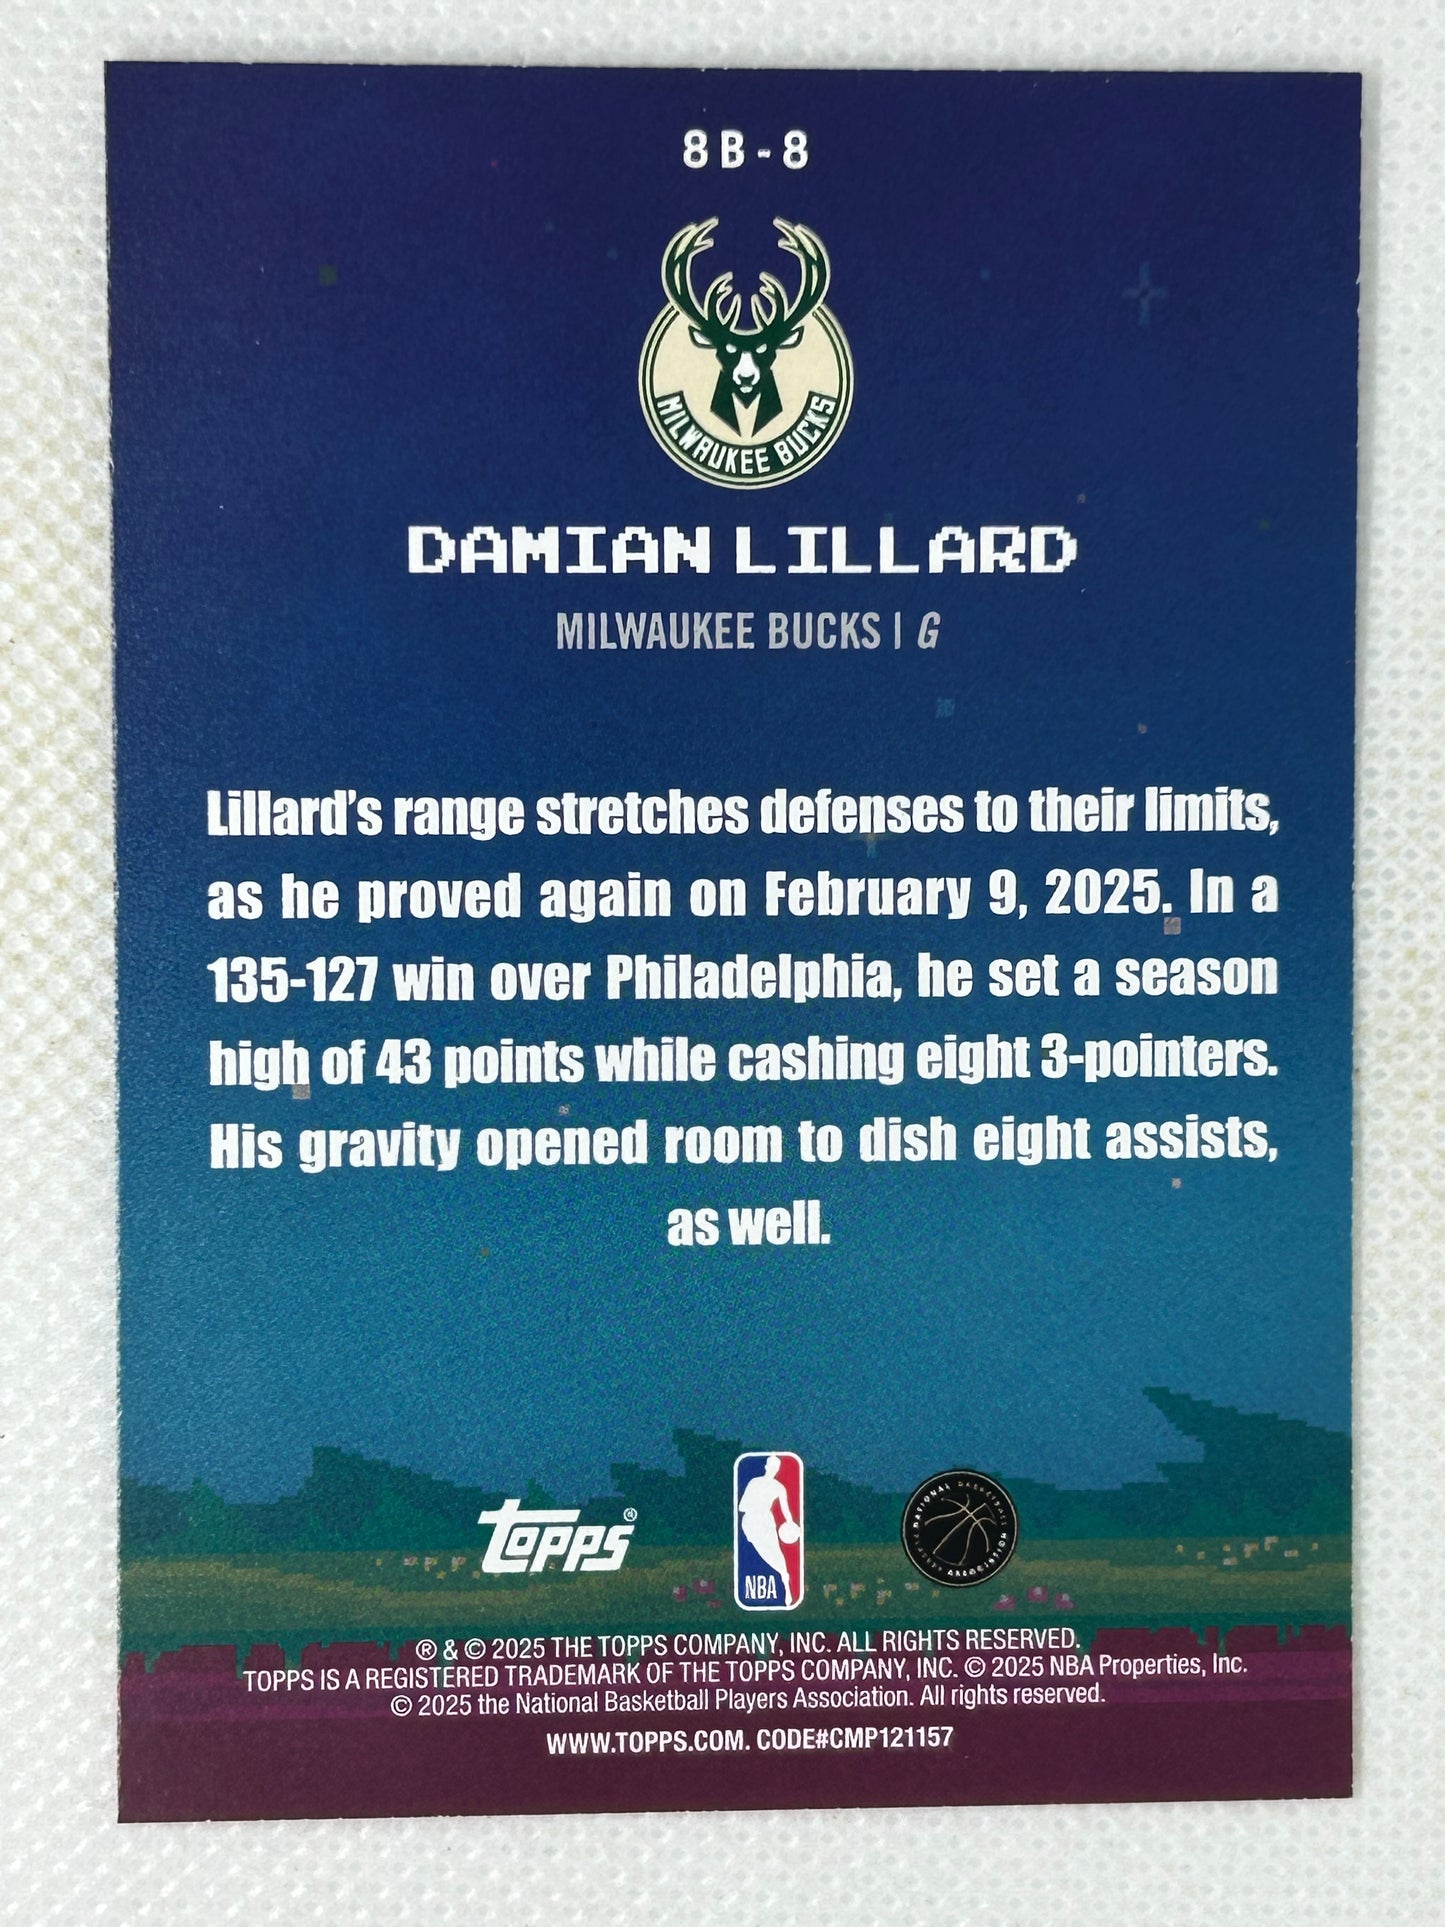 8B-8
MILWAUKEE BUCKS
DAMIAN LILLARD
MILWAUKEE BUCKS | G
Lillard's range stretches defenses to their limits,
as he proved again on February 9, 2025. In a
135-127 win over Philadelphia, he set a season
high of 43 points while cashing eight 3-pointers.
His gravity opened room to dish eight assists,
as well.
TOPPS®
NBA
NATIONAL BASKETBALL PLAYERS ASSOCIATION
® & © 2025 THE TOPPS COMPANY, INC. ALL RIGHTS RESERVED.
TOPPS IS A REGISTERED TRADEMARK OF THE TOPPS COMPANY, INC. © 2025 NBA Properties, Inc.
© 2025 the National Basketball Players Association. All rights reserved.
WWW.TOPPS.COM. CODE#CMP121157